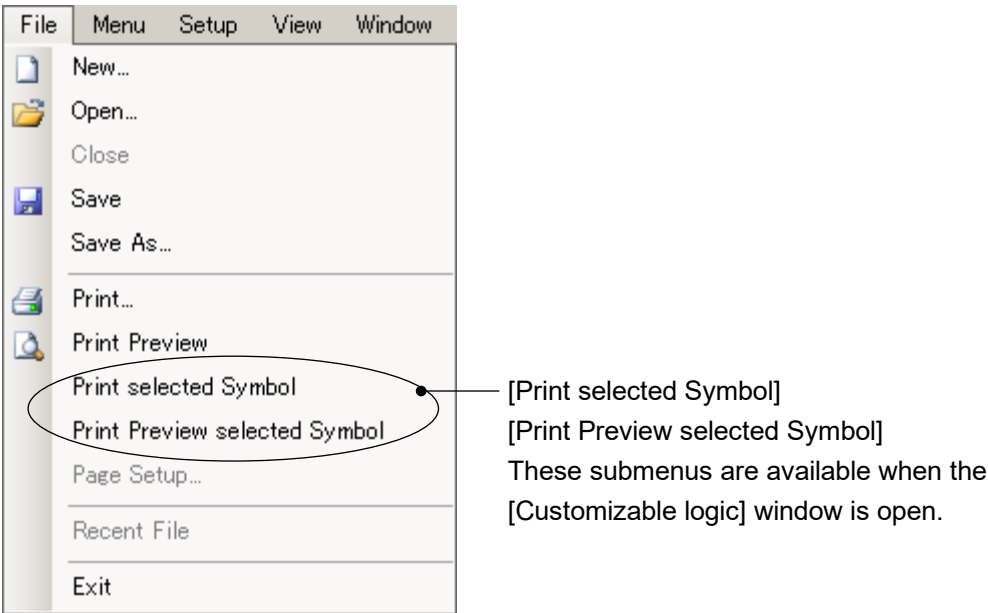 File Menu Setup View Window
New...
Open...
Close
Save
Save As...
Print...
Print Preview
Print selected Symbol
Print Preview selected Symbol
Page Setup...
Recent File
Exit
[Print selected Symbol]
[Print Preview selected Symbol]
These submenus are available when the
[Customizable logic] window is open.